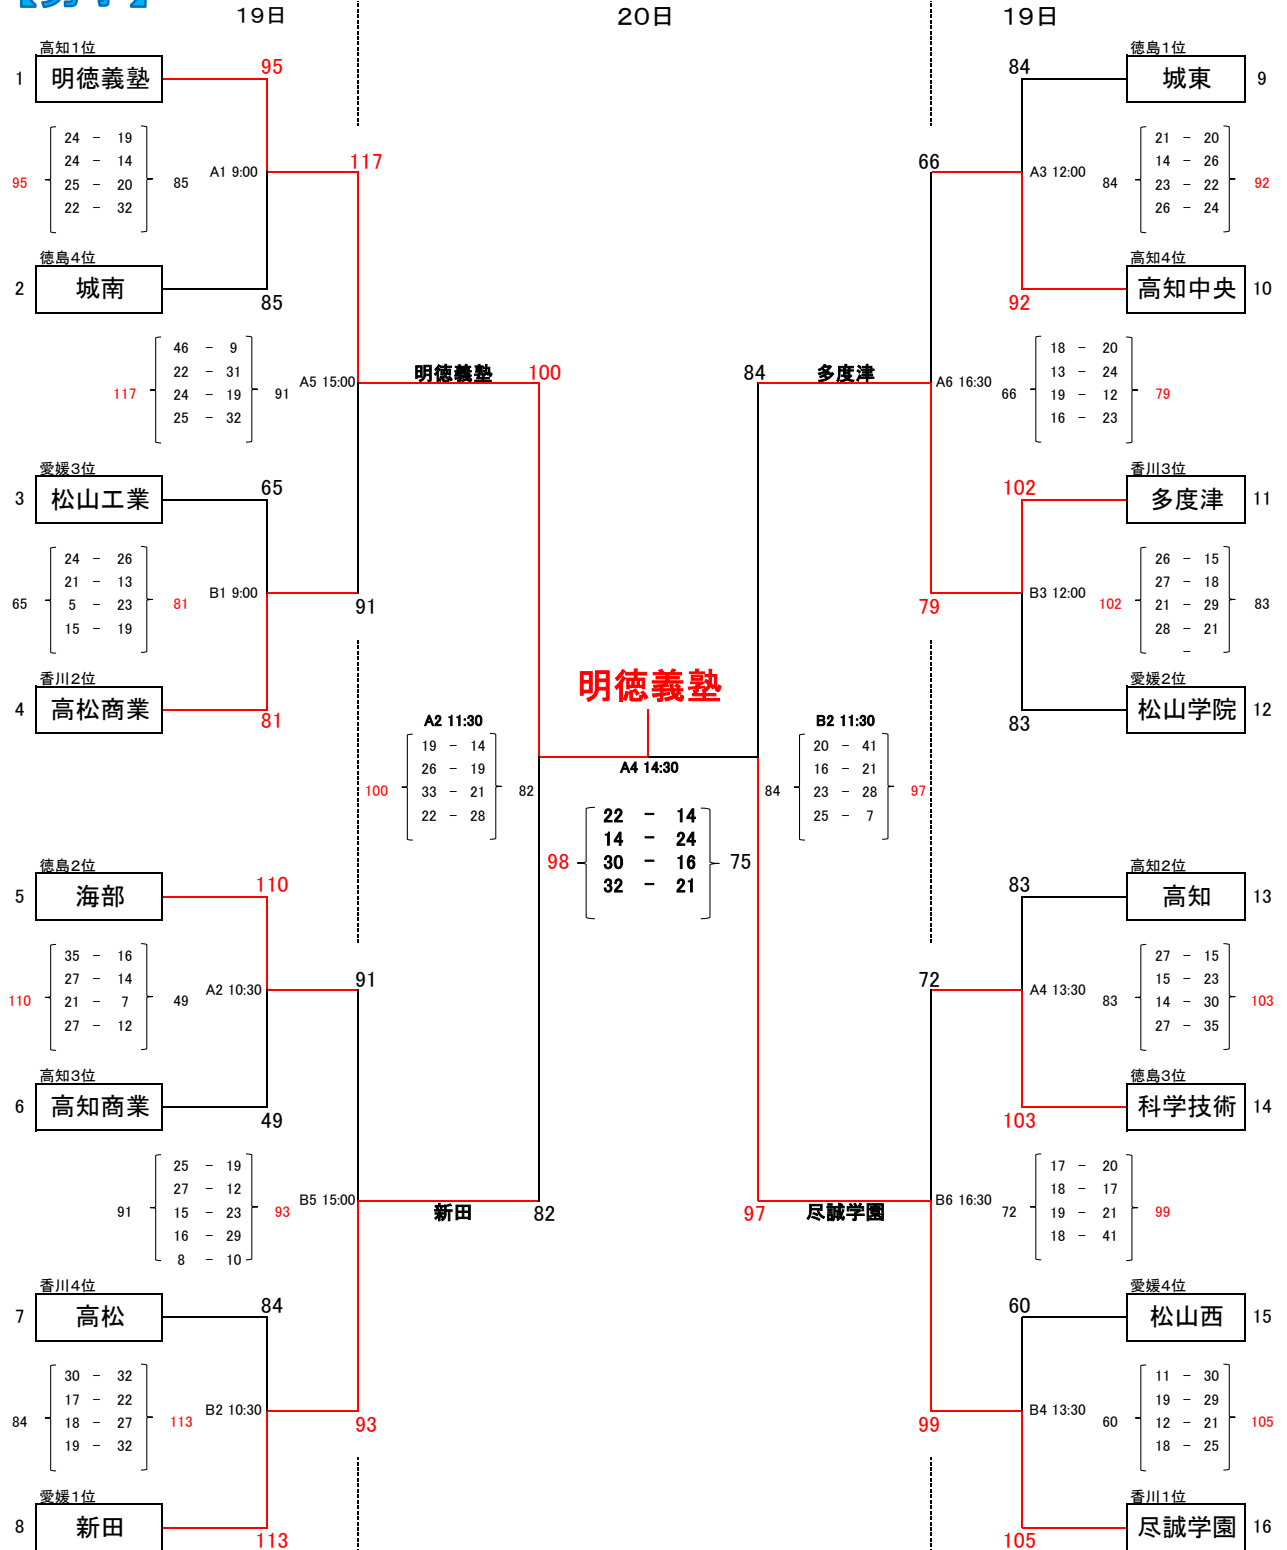 19日 20日 19日
高知1位
1 明徳義塾 95
24 - 19
24 - 14
95 25 - 20 85
22 - 32
A1 9:00
117
徳島4位
2 城南 85
46 - 9
22 - 31
117 24 - 19 91
25 - 32
A5 15:00
明徳義塾 100
愛媛3位
3 松山工業 65
24 - 26
21 - 13
65 5 - 23 81
15 - 19
B1 9:00
91
香川2位
4 高松商業 81
A2 11:30
19 - 14
26 - 19
100 33 - 21 82
22 - 28
徳島2位
5 海部 110
35 - 16
27 - 14
110 21 - 7 49
27 - 12
A2 10:30
91
高知3位
6 高知商業 49
25 - 19
27 - 12
91 15 - 23 93
16 - 29
8 - 10
B5 15:00
新田 82
香川4位
7 高松 84
30 - 32
17 - 22
84 18 - 27 113
19 - 32
B2 10:30
93
愛媛1位
8 新田 113
明徳義塾
A4 14:30
22 - 14
14 - 24
98 30 - 16 75
32 - 21
徳島1位
84 城東 9
21 - 20
14 - 26
84 23 - 22 92
26 - 24
A3 12:00
66
高知4位
92 高知中央 10
18 - 20
13 - 24
66 19 - 12 79
16 - 23
A6 16:30
84 多度津
香川3位
102 多度津 11
26 - 15
27 - 18
102 21 - 29 83
28 - 21
-
B3 12:00
79
愛媛2位
83 松山学院 12
B2 11:30
20 - 41
16 - 21
84 23 - 28 97
25 - 7
高知2位
83 高知 13
27 - 15
15 - 23
83 14 - 30 103
27 - 35
A4 13:30
72
徳島3位
103 科学技術 14
17 - 20
18 - 17
72 19 - 21 99
18 - 41
B6 16:30
97 尽誠学園
愛媛4位
60 松山西 15
11 - 30
19 - 29
60 12 - 21 105
18 - 25
B4 13:30
99
香川1位
105 尽誠学園 16